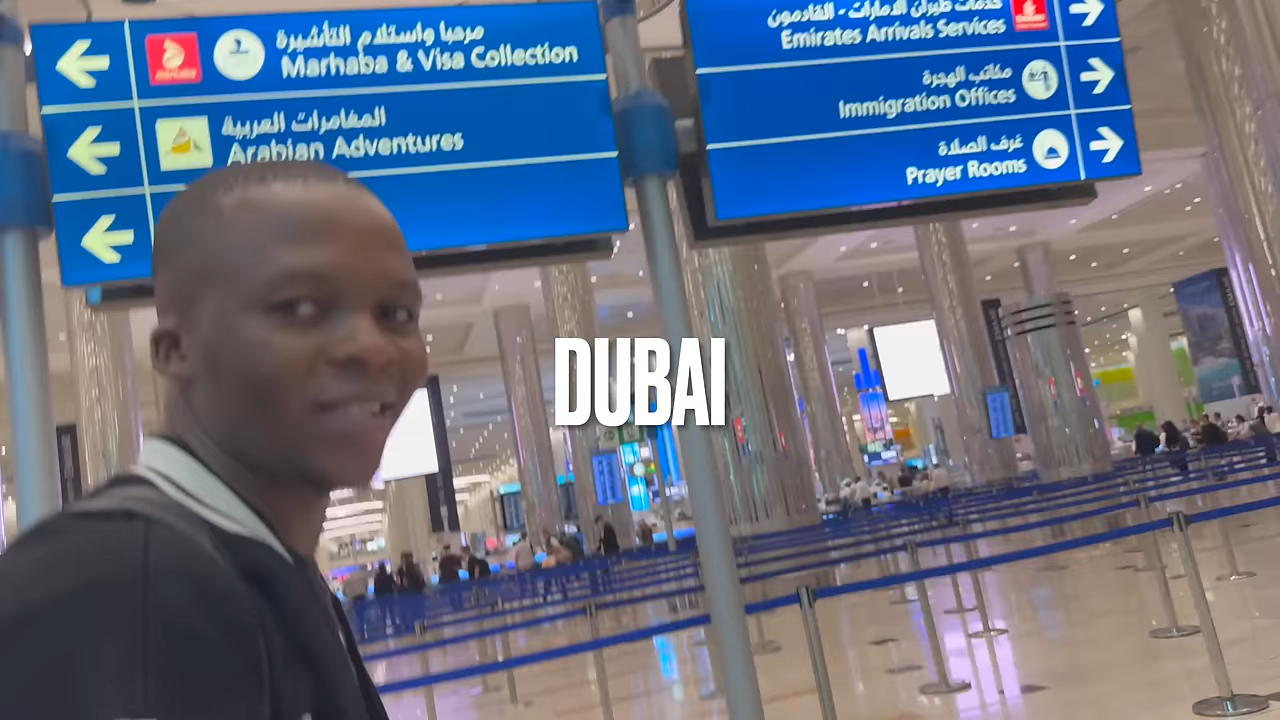 مرحبا واستلام التأشيرة
Marhaba & Visa Collection
المغامرات العربية
Arabian Adventures
خدمات طيران الامارات - القادمون
Emirates Arrivals Services
مكاتب الهجرة
Immigration Offices
غرف الصلاة
Prayer Rooms
DUBAI